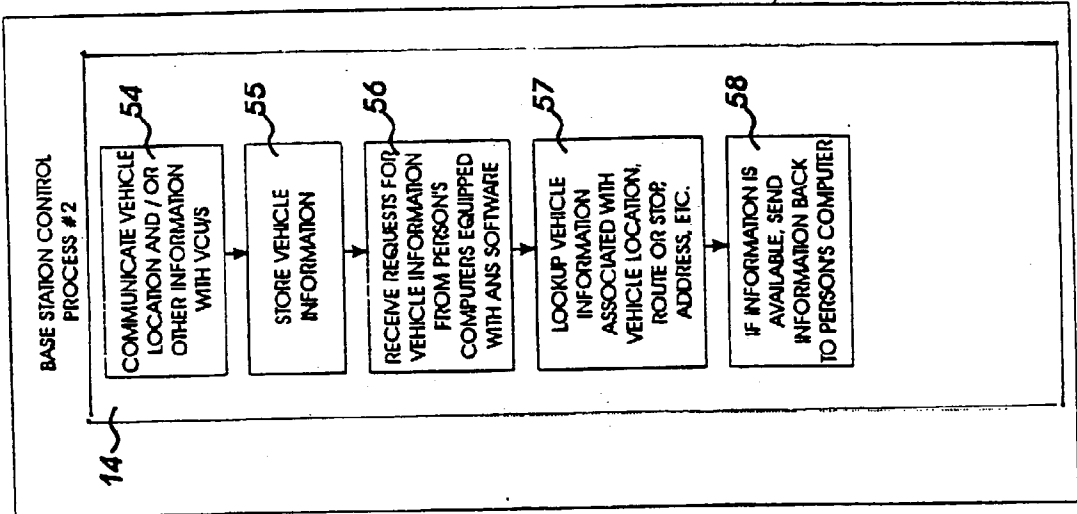 BASE STATION CONTROL
PROCESS #2
14
54
COMMUNICATE VEHICLE
LOCATION AND / OR
OTHER INFORMATION
WITH VCU/S
55
STORE VEHICLE
INFORMATION
56
RECEIVE REQUESTS FOR
VEHICLE INFORMATION
FROM PERSON'S
COMPUTERS EQUIPPED
WITH ANS SOFTWARE
57
LOOKUP VEHICLE
INFORMATION
ASSOCIATED WITH
VEHICLE LOCATION,
ROUTE OR STOP,
ADDRESS, ETC.
58
IF INFORMATION IS
AVAILABLE, SEND
INFORMATION BACK
TO PERSON'S COMPUTER